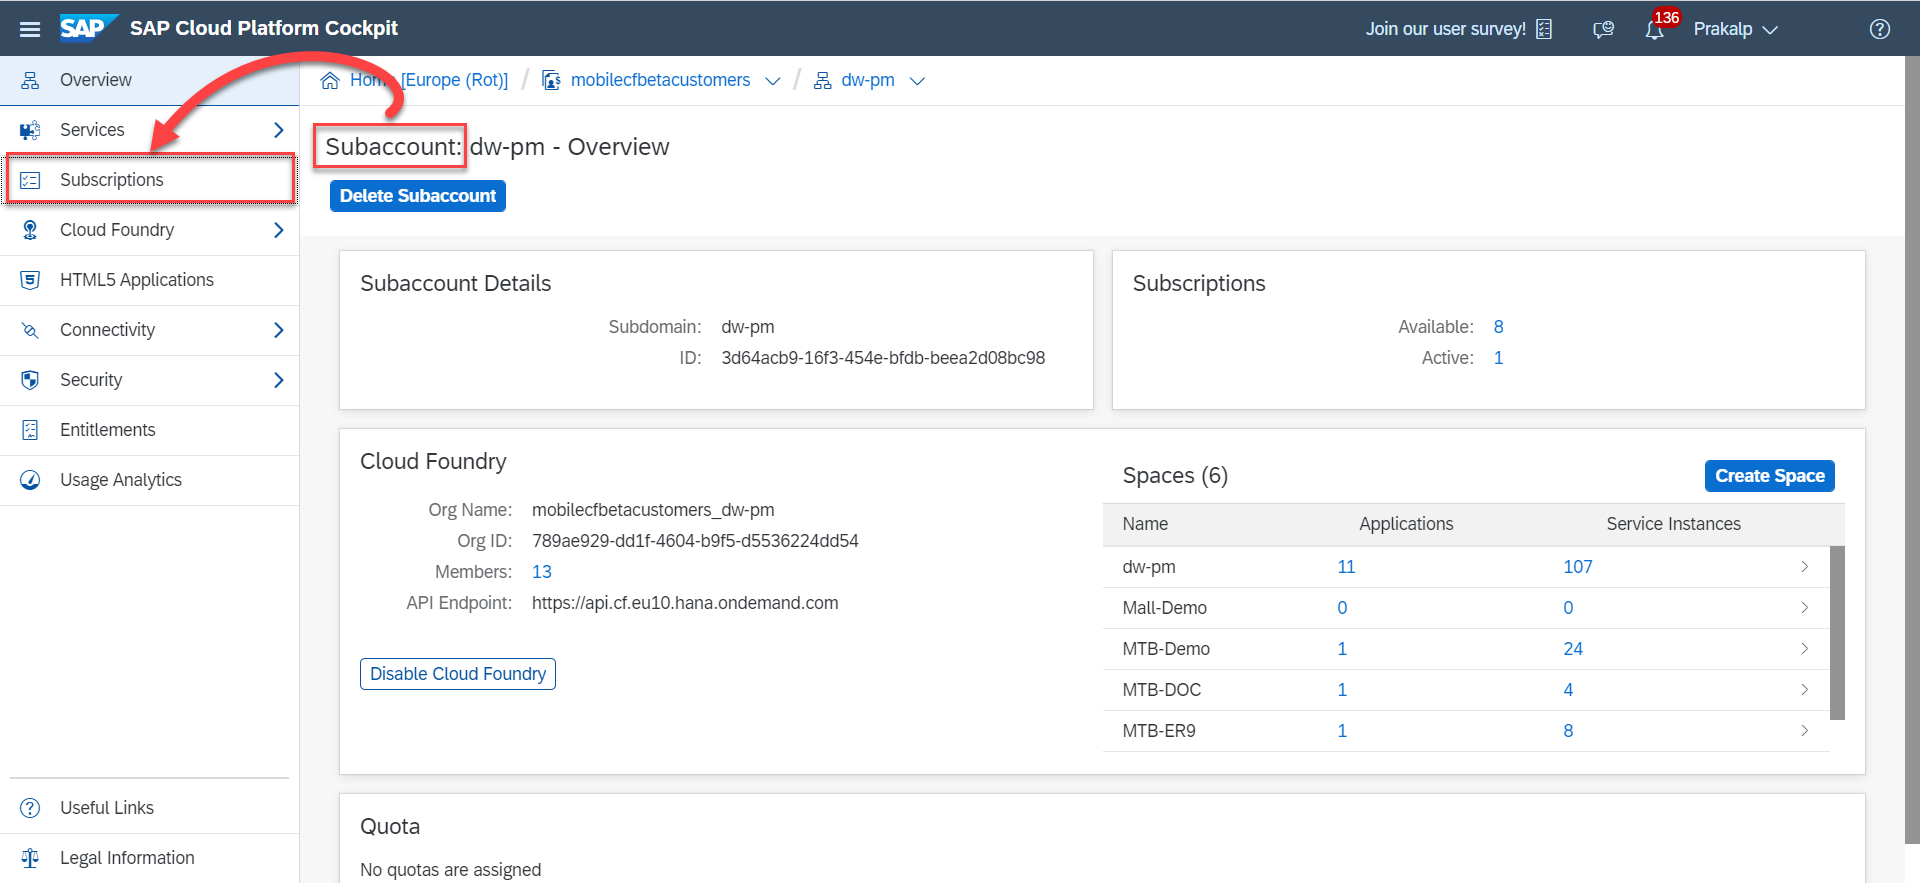 SAP SAP Cloud Platform Cockpit
Join our user survey!
136
Prakalp
Overview
Services
Subscriptions
Cloud Foundry
HTML5 Applications
Connectivity
Security
Entitlements
Usage Analytics
Useful Links
Legal Information
[Europe (Rot)] / mobilecfbetacustomers / dw-pm
Subaccount: dw-pm - Overview
Delete Subaccount
Subaccount Details
Subdomain: dw-pm
ID: 3d64acb9-16f3-454e-bfdb-beea2d08bc98
Subscriptions
Available: 8
Active: 1
Cloud Foundry
Org Name: mobilecfbetacustomers_dw-pm
Org ID: 789ae929-dd1f-4604-b9f5-d5536224dd54
Members: 13
API Endpoint: https://api.cf.eu10.hana.ondemand.com
Disable Cloud Foundry
Spaces (6)
Create Space
Name Applications Service Instances
dw-pm 11 107
Mall-Demo 0 0
MTB-Demo 1 24
MTB-DOC 1 4
MTB-ER9 1 8
Quota
No quotas are assigned